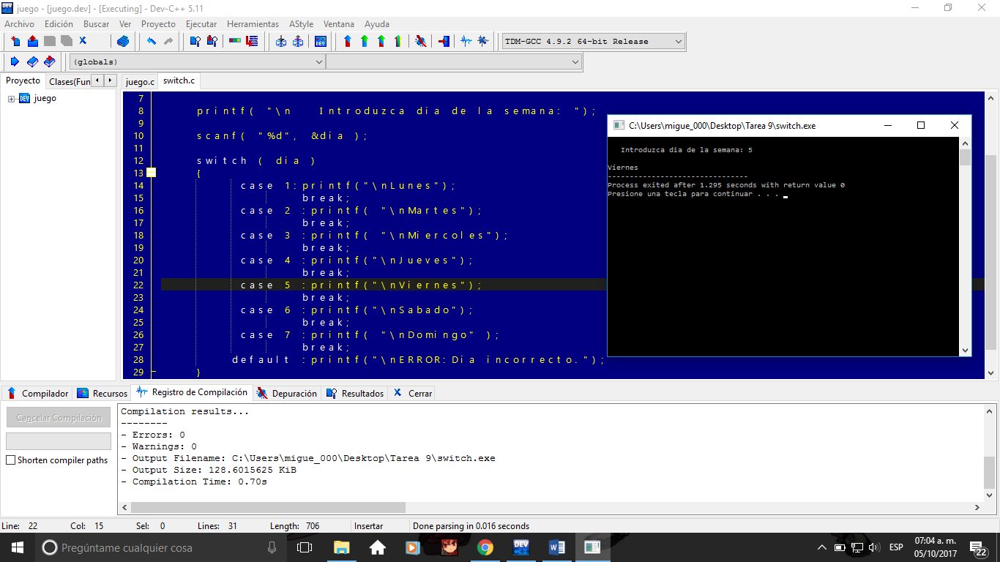 juego - [juego.dev] - [Executing] - Dev-C++ 5.11
Archivo Edición Buscar Ver Proyecto Ejecutar Herramientas AStyle Ventana Ayuda
TDM-GCC 4.9.2 64-bit Release
(globals)
Proyecto Clases(Fun juego.c switch.c
juego
7
8 printf( "\n   Introduzca dia de la semana: ");
9
10 scanf( "%d", &dia );
11
12 switch ( dia )
13 {
14 case 1:printf("\nLunes");
15 break;
16 case 2 :printf( "\nMartes");
17 break;
18 case 3 :printf( "\nMiercoles");
19 break;
20 case 4 :printf("\nJueves");
21 break;
22 case 5 :printf("\nViernes");
23 break;
24 case 6 :printf("\nSabado");
25 break;
26 case 7 :printf( "\nDomingo" );
27 break;
28 default :printf("\nERROR:Dia incorrecto.");
29 }
C:\Users\migue_000\Desktop\Tarea 9\switch.exe
Introduzca dia de la semana: 5
Viernes
--------------------------------
Process exited after 1.295 seconds with return value 0
Presione una tecla para continuar . . .
Compilador Recursos Registro de Compilación Depuración Resultados Cerrar
Cancelar Compilación
Shorten compiler paths
Compilation results...
--------
- Errors: 0
- Warnings: 0
- Output Filename: C:\Users\migue_000\Desktop\Tarea 9\switch.exe
- Output Size: 128.6015625 KiB
- Compilation Time: 0.70s
Line: 22 Col: 15 Sel: 0 Lines: 31 Length: 706 Insertar Done parsing in 0.016 seconds
Pregúntame cualquier cosa
ESP
07:04 a. m.
05/10/2017
22